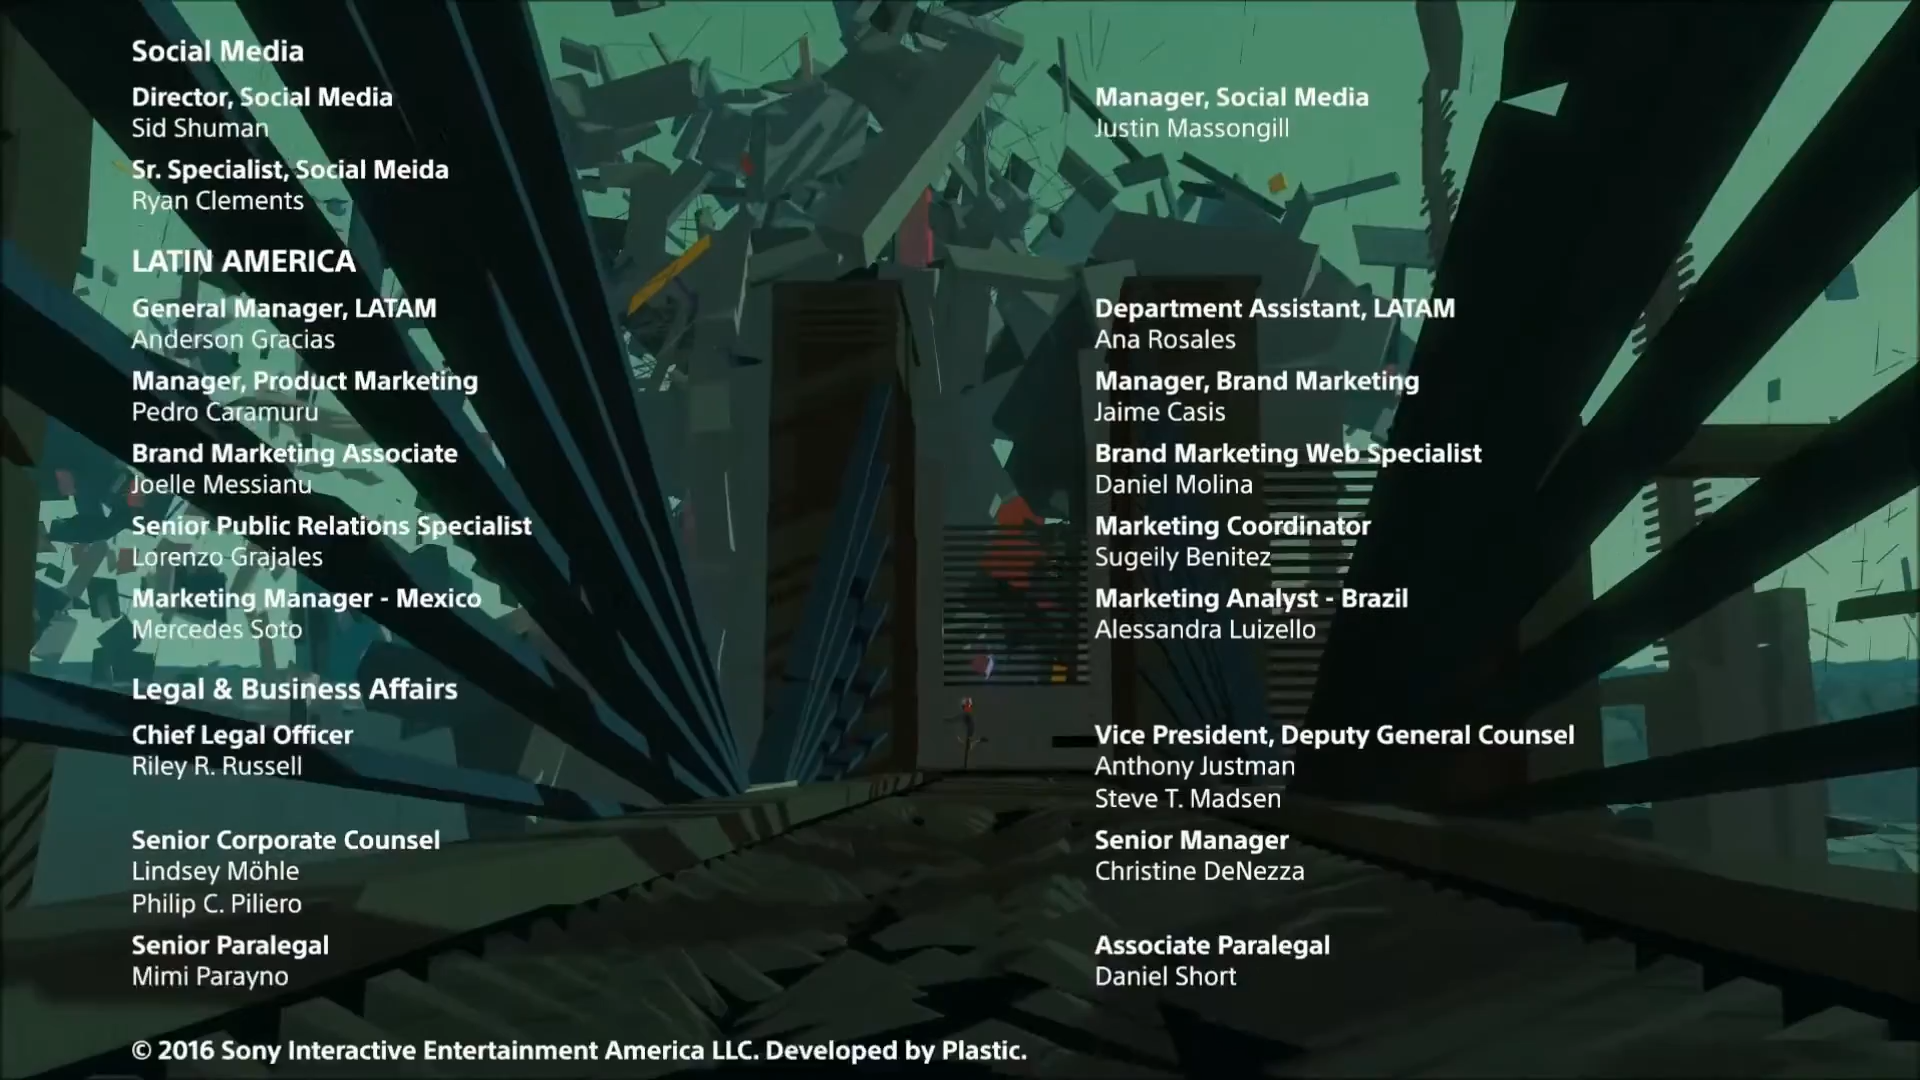 Social Media
Director, Social Media
Sid Shuman
Manager, Social Media
Justin Massongill
Sr. Specialist, Social Meida
Ryan Clements
LATIN AMERICA
General Manager, LATAM
Anderson Gracias
Department Assistant, LATAM
Ana Rosales
Manager, Product Marketing
Pedro Caramuru
Manager, Brand Marketing
Jaime Casis
Brand Marketing Associate
Joelle Messianu
Brand Marketing Web Specialist
Daniel Molina
Senior Public Relations Specialist
Lorenzo Grajales
Marketing Coordinator
Sugeily Benitez
Marketing Manager - Mexico
Mercedes Soto
Marketing Analyst - Brazil
Alessandra Luizello
Legal & Business Affairs
Chief Legal Officer
Riley R. Russell
Vice President, Deputy General Counsel
Anthony Justman
Steve T. Madsen
Senior Corporate Counsel
Lindsey Möhle
Philip C. Piliero
Senior Manager
Christine DeNezza
Senior Paralegal
Mimi Parayno
Associate Paralegal
Daniel Short
© 2016 Sony Interactive Entertainment America LLC. Developed by Plastic.